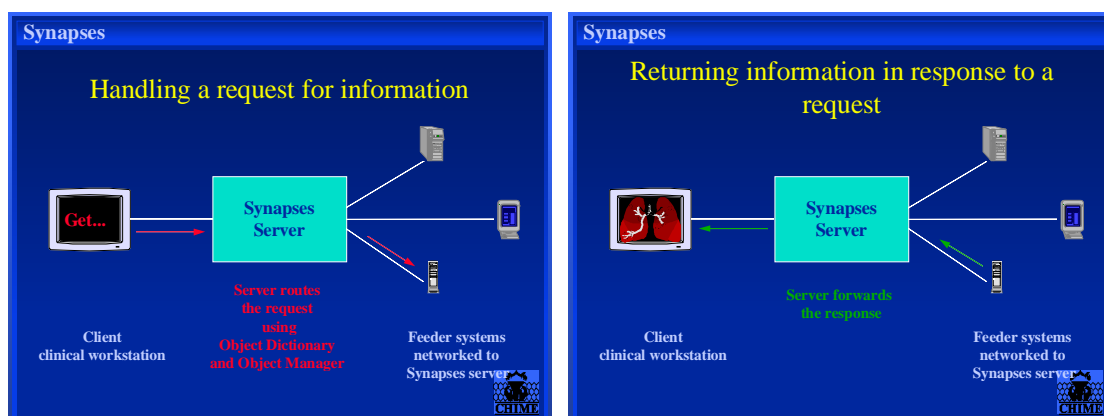 Synapses
Handling a request for information
Get...
Synapses
Server
Server routes
the request
using
Object Dictionary
and Object Manager
Client
clinical workstation
Feeder systems
networked to
Synapses server
CHIME
Synapses
Returning information in response to a
request
Synapses
Server
Server forwards
the response
Client
clinical workstation
Feeder systems
networked to
Synapses server
CHIME